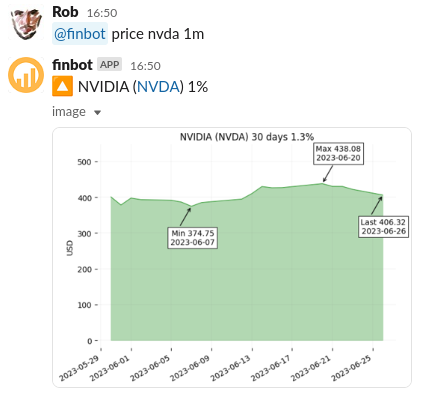 Rob 16:50
@finbot price nvda 1m
finbot APP 16:50
NVIDIA (NVDA) 1%
image
NVIDIA (NVDA) 30 days 1.3%
Max 438.08
2023-06-20
Min 374.75
2023-06-07
Last 406.32
2023-06-26
USD
500
400
300
200
100
0
2023-05-29
2023-06-01
2023-06-05
2023-06-09
2023-06-13
2023-06-17
2023-06-21
2023-06-25